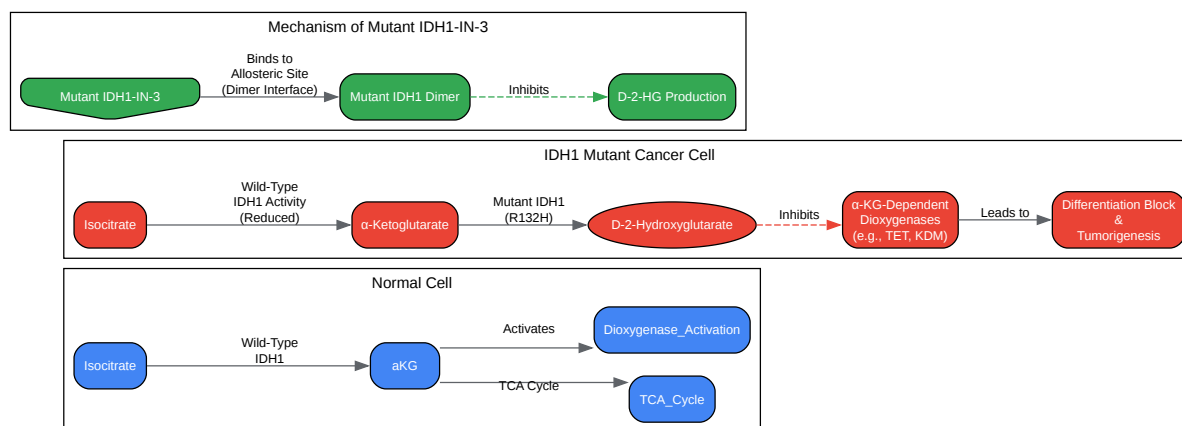 Mechanism of Mutant IDH1-IN-3
Mutant IDH1-IN-3
Binds to
Allosteric Site
(Dimer Interface)
Mutant IDH1 Dimer
Inhibits
D-2-HG Production
IDH1 Mutant Cancer Cell
Isocitrate
Wild-Type
IDH1 Activity
(Reduced)
α-Ketoglutarate
Mutant IDH1
(R132H)
D-2-Hydroxyglutarate
Inhibits
α-KG-Dependent
Dioxygenases
(e.g., TET, KDM)
Leads to
Differentiation Block
&
Tumorigenesis
Normal Cell
Isocitrate
Wild-Type
IDH1
aKG
Activates
Dioxygenase_Activation
TCA Cycle
TCA_Cycle